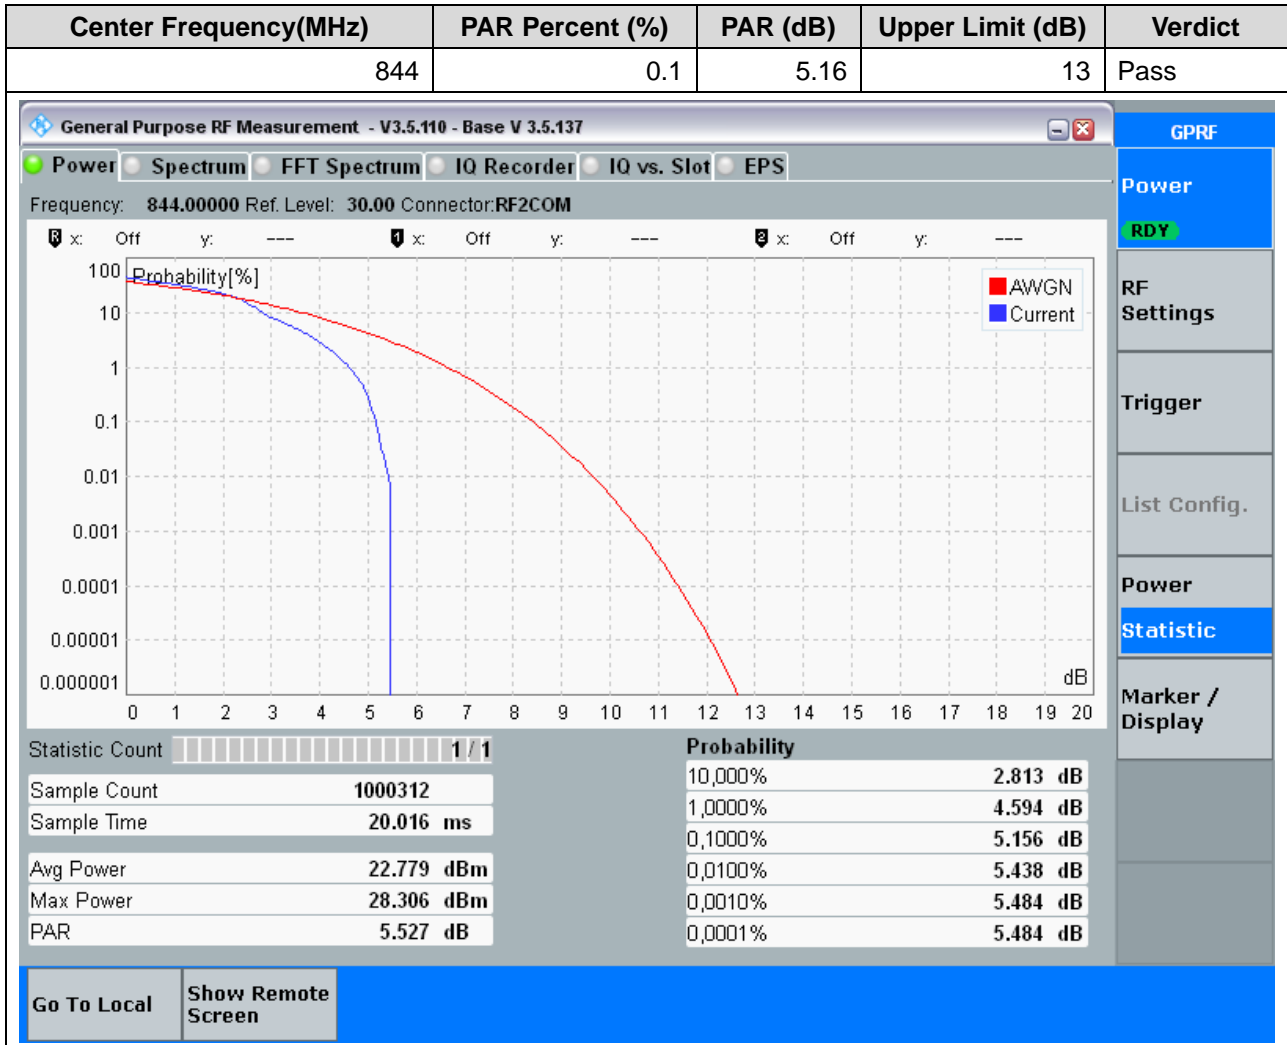 Center Frequency(MHz) PAR Percent (%) PAR (dB) Upper Limit (dB) Verdict
844 0.1 5.16 13 Pass
General Purpose RF Measurement - V3.5.110 - Base V 3.5.137
GPRF
Power Spectrum FFT Spectrum IQ Recorder IQ vs. Slot EPS
Power
RDY
Frequency: 844.00000 Ref. Level: 30.00 Connector:RF2COM
R x: Off y: --- 1 x: Off y: --- 2 x: Off y: ---
100 Probability[%]
AWGN
Current
10
1
0.1
0.01
0.001
0.0001
0.00001
0.000001
dB
0 1 2 3 4 5 6 7 8 9 10 11 12 13 14 15 16 17 18 19 20
RF
Settings
Trigger
List Config.
Power
Statistic
Marker /
Display
Statistic Count 1 / 1
Sample Count 1000312
Sample Time 20.016 ms
Avg Power 22.779 dBm
Max Power 28.306 dBm
PAR 5.527 dB
Probability
10,000% 2.813 dB
1,0000% 4.594 dB
0,1000% 5.156 dB
0,0100% 5.438 dB
0,0010% 5.484 dB
0,0001% 5.484 dB
Go To Local
Show Remote
Screen